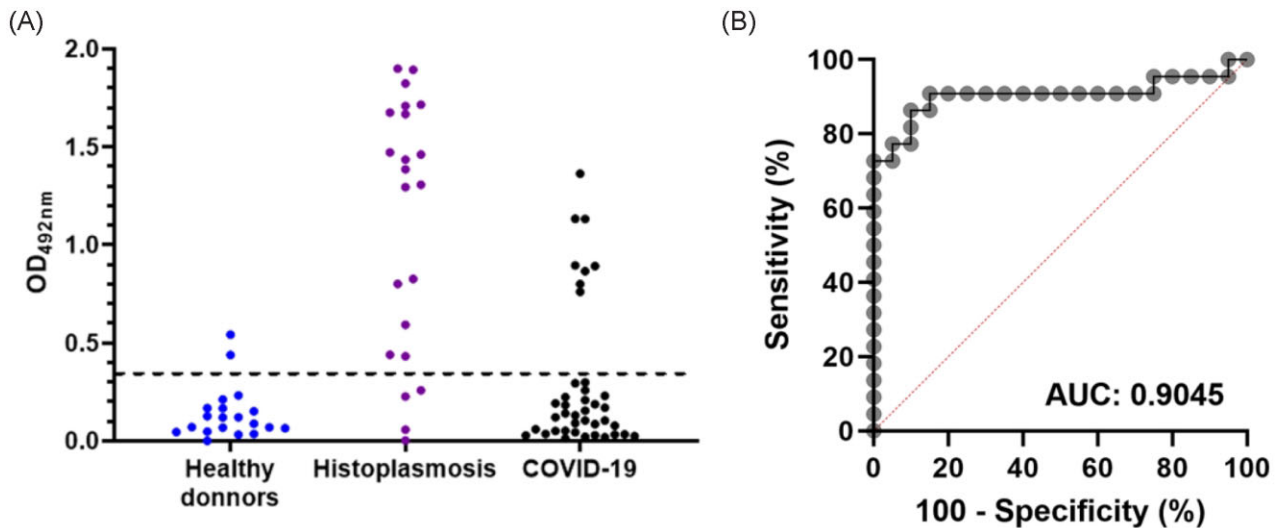 (A)
2.0
1.5
1.0
0.5
0.0
OD492nm
Healthy
donnors
Histoplasmosis
COVID-19
(B)
100
80
60
40
20
0
Sensitivity (%)
AUC: 0.9045
0 20 40 60 80 100
100 - Specificity (%)